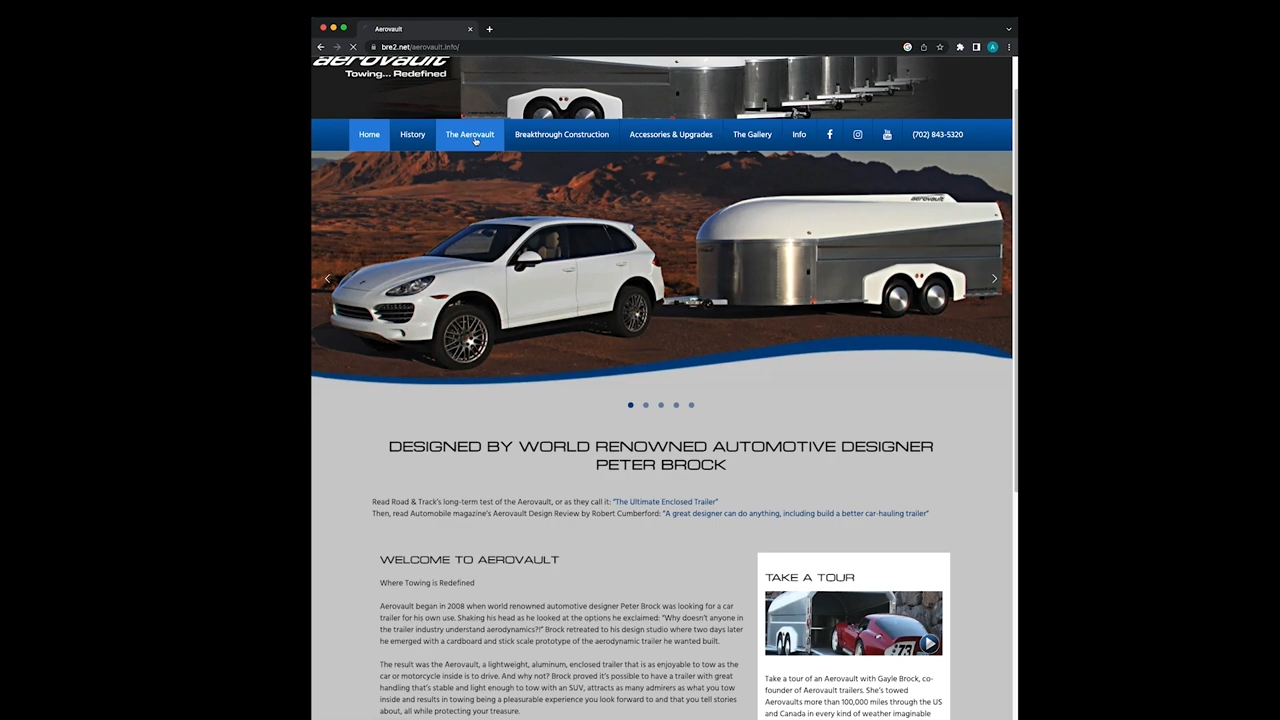 Aerovault
bre2.net/aerovault.info/
A
aerovault
Towing... Redefined
Home
History
The Aerovault
Breakthrough Construction
Accessories & Upgrades
The Gallery
Info
(702) 843-5320
aerovault
DESIGNED BY WORLD RENOWNED AUTOMOTIVE DESIGNER
PETER BROCK
Read Road & Track's long-term test of the Aerovault, or as they call it: "The Ultimate Enclosed Trailer"
Then, read Automobile magazine's Aerovault Design Review by Robert Cumberford: "A great designer can do anything, including build a better car-hauling trailer"
WELCOME TO AEROVAULT
Where Towing is Redefined
Aerovault began in 2008 when world renowned automotive designer Peter Brock was looking for a car
trailer for his own use. Shaking his head as he looked at the options he exclaimed: "Why doesn't anyone in
the trailer industry understand aerodynamics?!" Brock retreated to his design studio where two days later
he emerged with a cardboard and stick scale prototype of the aerodynamic trailer he wanted built.
The result was the Aerovault, a lightweight, aluminum, enclosed trailer that is as enjoyable to tow as the
car or motorcycle inside is to drive. And why not? Brock proved it's possible to have a trailer with great
handling that's stable and light enough to tow with an SUV, attracts as many admirers as what you tow
inside and results in towing being a pleasurable experience you look forward to and that you tell stories
about, all while protecting your treasure.
TAKE A TOUR
73
Take a tour of an Aerovault with Gayle Brock, co-
founder of Aerovault trailers. She's towed
Aerovaults more than 100,000 miles through the US
and Canada in every kind of weather imaginable